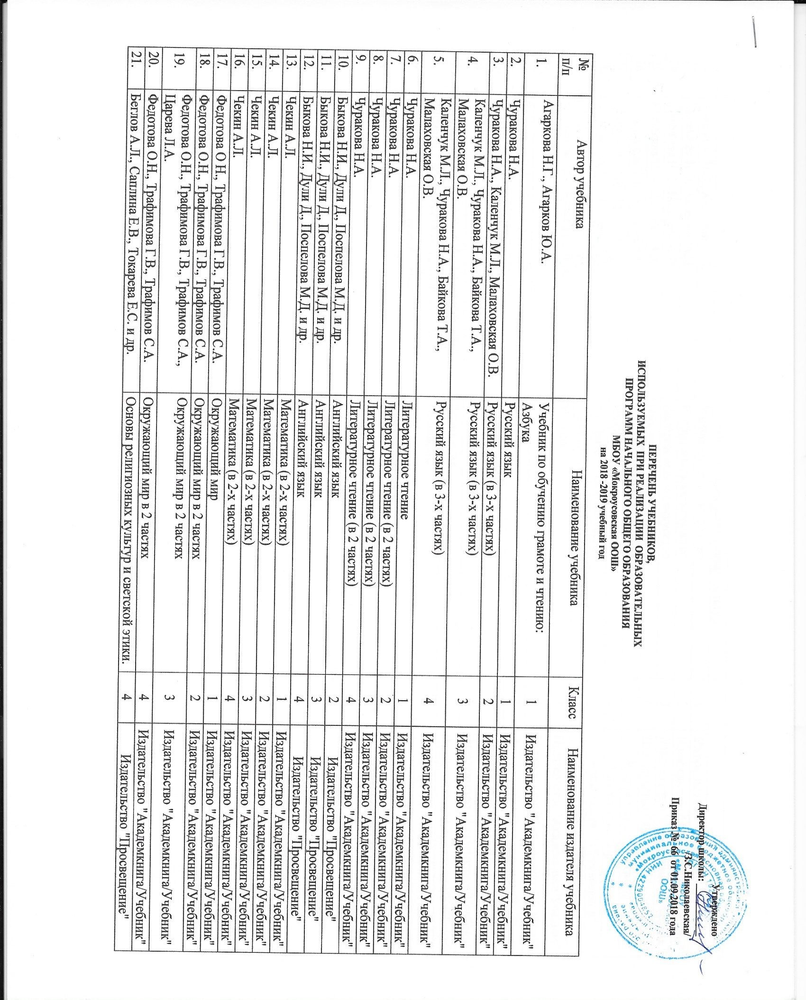 Утверждено
Директор школы:
/З.С.Николаевская/
Приказ № 66 от 01.09.2018 года
ПЕРЕЧЕНЬ УЧЕБНИКОВ,
ИСПОЛЬЗУЕМЫХ ПРИ РЕАЛИЗАЦИИ ОБРАЗОВАТЕЛЬНЫХ
ПРОГРАММ НАЧАЛЬНОГО ОБЩЕГО ОБРАЗОВАНИЯ
МБОУ «Мокроусовская ООШ»
на 2018 -2019 учебный год
№ Автор учебника Наименование учебника Класс Наименование издателя учебника
п/п
1. Агаркова Н.Г., Агарков Ю.А. Учебник по обучению грамоте и чтению: 1 Издательство "Академкнига/Учебник"
Азбука
2. Чуракова Н.А. Русский язык 1 Издательство "Академкнига/Учебник"
3. Чуракова Н.А., Каленчук М.Л., Малаховская О.В. Русский язык (в 3-х частях) 2 Издательство "Академкнига/Учебник"
4. Каленчук М.Л., Чуракова Н.А., Байкова Т.А., Русский язык (в 3-х частях) 3 Издательство "Академкнига/Учебник"
Малаховская О.В.
5. Каленчук М.Л., Чуракова Н.А., Байкова Т.А., Русский язык (в 3-х частях) 4 Издательство "Академкнига/Учебник"
Малаховская О.В.
6. Чуракова Н.А. Литературное чтение 1 Издательство "Академкнига/Учебник"
7. Чуракова Н.А. Литературное чтение (в 2 частях) 2 Издательство "Академкнига/Учебник"
8. Чуракова Н.А. Литературное чтение (в 2 частях) 3 Издательство "Академкнига/Учебник"
9. Чуракова Н.А. Литературное чтение (в 2 частях) 4 Издательство "Академкнига/Учебник"
10. Быкова Н.И., Дули Д., Поспелова М.Д. и др. Английский язык 2 Издательство "Просвещение"
11. Быкова Н.И., Дули Д., Поспелова М.Д. и др. Английский язык 3 Издательство "Просвещение"
12. Быкова Н.И., Дули Д., Поспелова М.Д. и др. Английский язык 4 Издательство "Просвещение"
13. Чекин А.Л. Математика (в 2-х частях) 1 Издательство "Академкнига/Учебник"
14. Чекин А.Л. Математика (в 2-х частях) 2 Издательство "Академкнига/Учебник"
15. Чекин А.Л. Математика (в 2-х частях) 3 Издательство "Академкнига/Учебник"
16. Чекин А.Л. Математика (в 2-х частях) 4 Издательство "Академкнига/Учебник"
17. Федотова О Н., Трафимова Г.В., Трафимов С.А. Окружающий мир 1 Издательство "Академкнига/Учебник"
18. Федотова О.Н., Трафимова Г.В., Трафимов С.А. Окружающий мир в 2 частях 2 Издательство "Академкнига/Учебник"
19. Федотова О.Н., Трафимова Г.В., Трафимов С.А., Окружающий мир в 2 частях 3 Издательство "Академкнига/Учебник"
Царева Л.А.
20. Федотова О.Н., Трафимова Г.В., Трафимов С.А. Окружающий мир в 2 частях 4 Издательство "Академкнига/Учебник"
21. Беглов А.Л., Саплина Е.В., Токарева Е.С. и др. Основы религиозных культур и светской этики. 4 Издательство "Просвещение"